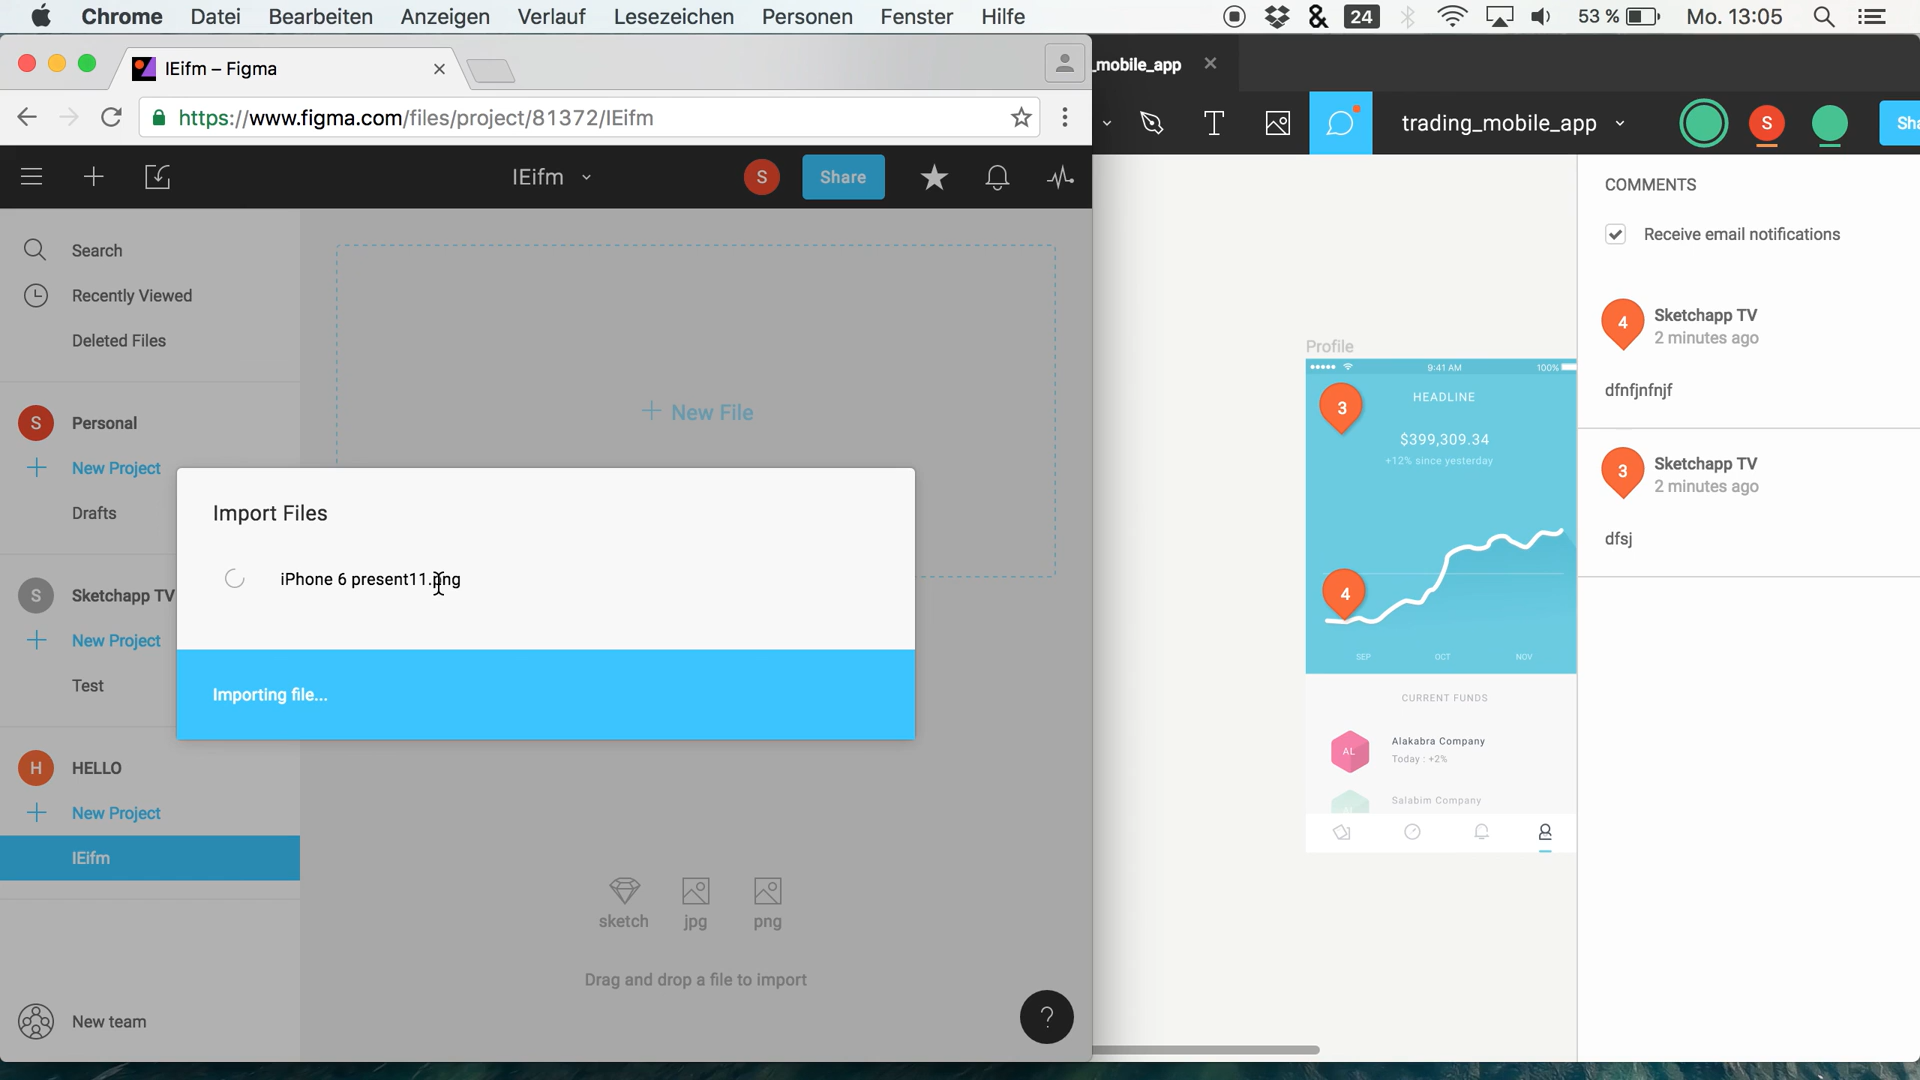 Chrome Datei Bearbeiten Anzeigen Verlauf Lesezeichen Personen Fenster Hilfe & 24 53 % Mo. 13:05
IEifm – Figma
https://www.figma.com/files/project/81372/IEifm
IEifm
S
Share
Search
Recently Viewed
Deleted Files
S Personal
New Project
Drafts
S Sketchapp TV
New Project
Test
H HELLO
New Project
IEifm
New team
+ New File
Import Files
iPhone 6 present11.png
Importing file...
sketch jpg png
Drag and drop a file to import
?
_mobile_app
T
trading_mobile_app
S
Sha
Profile
9:41 AM 100%
HEADLINE
3
$399,309.34
+12% since yesterday
4
SEP OCT NOV
CURRENT FUNDS
AL
Alakabra Company
Today : +2%
Salabim Company
COMMENTS
Receive email notifications
4 Sketchapp TV
2 minutes ago
dfnfjnfnjf
3 Sketchapp TV
2 minutes ago
dfsj